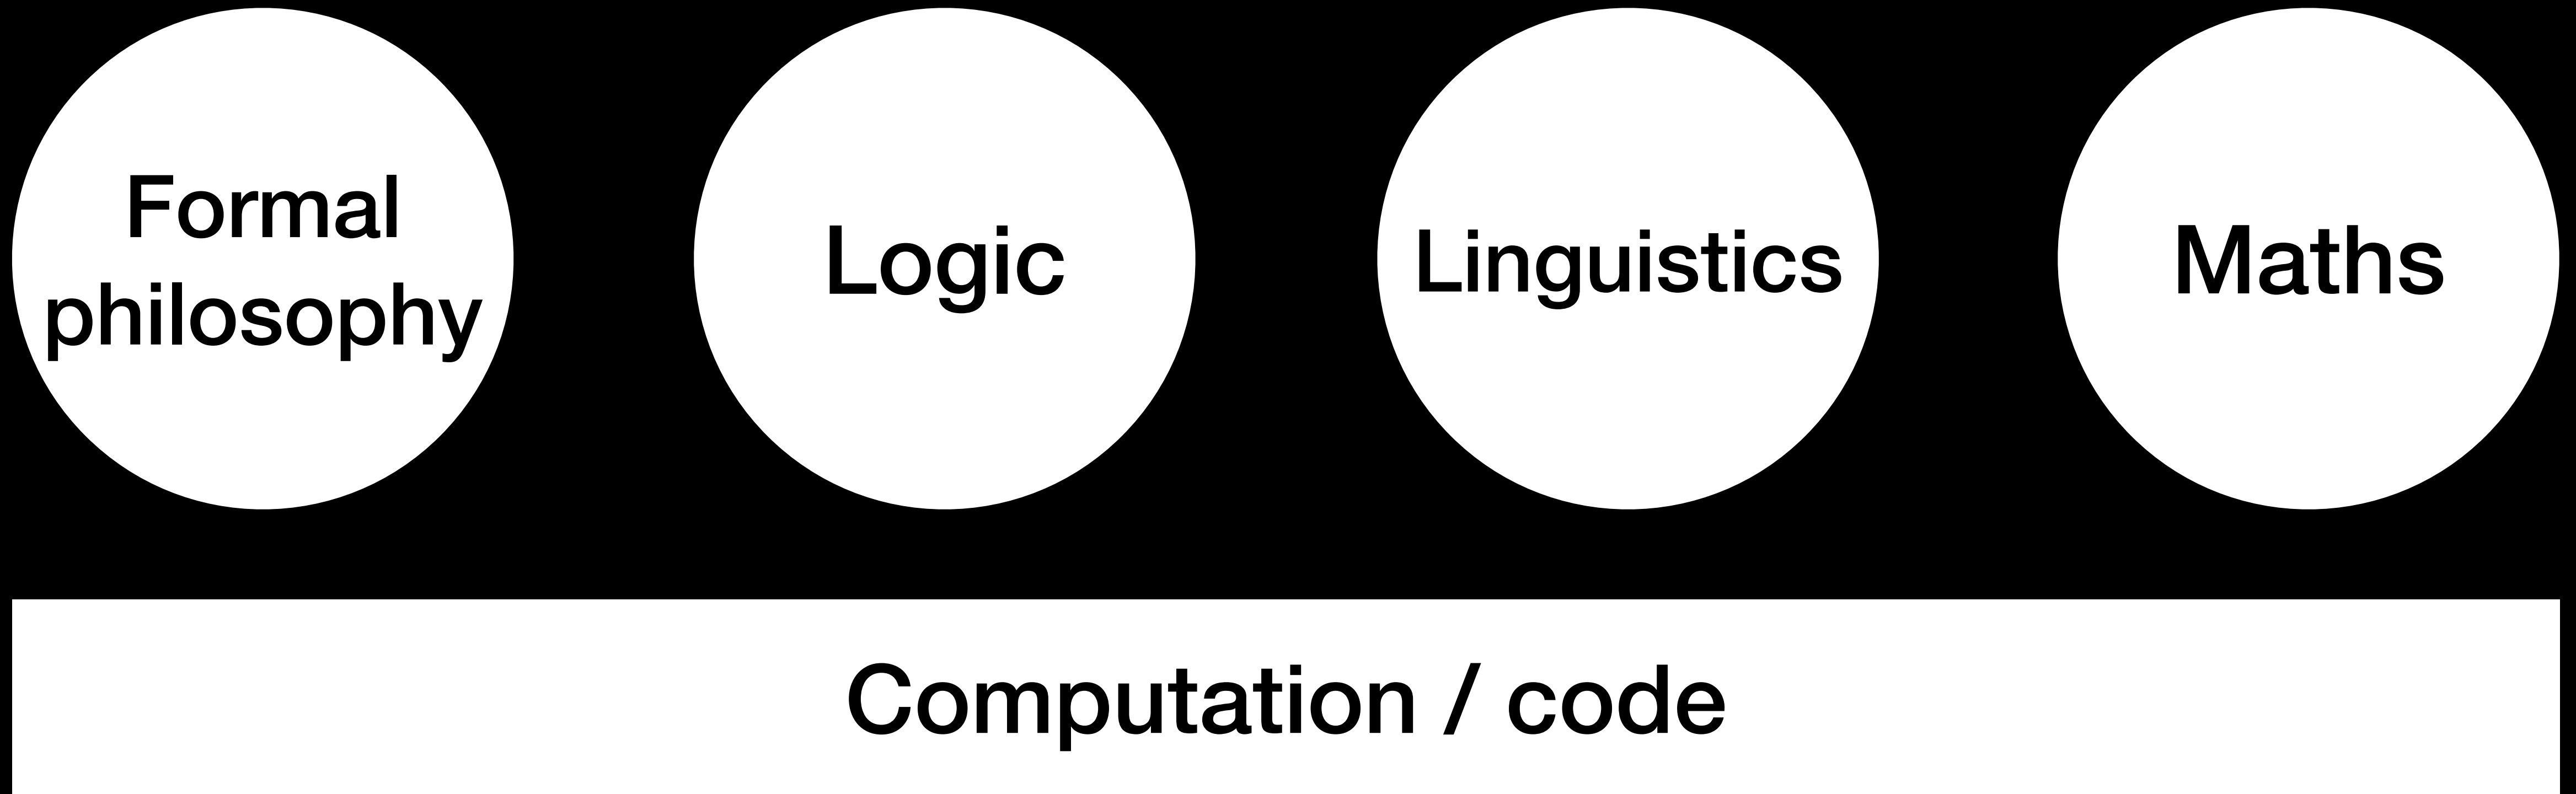 Formal
philosophy
Logic
Linguistics
Maths
Computation / code